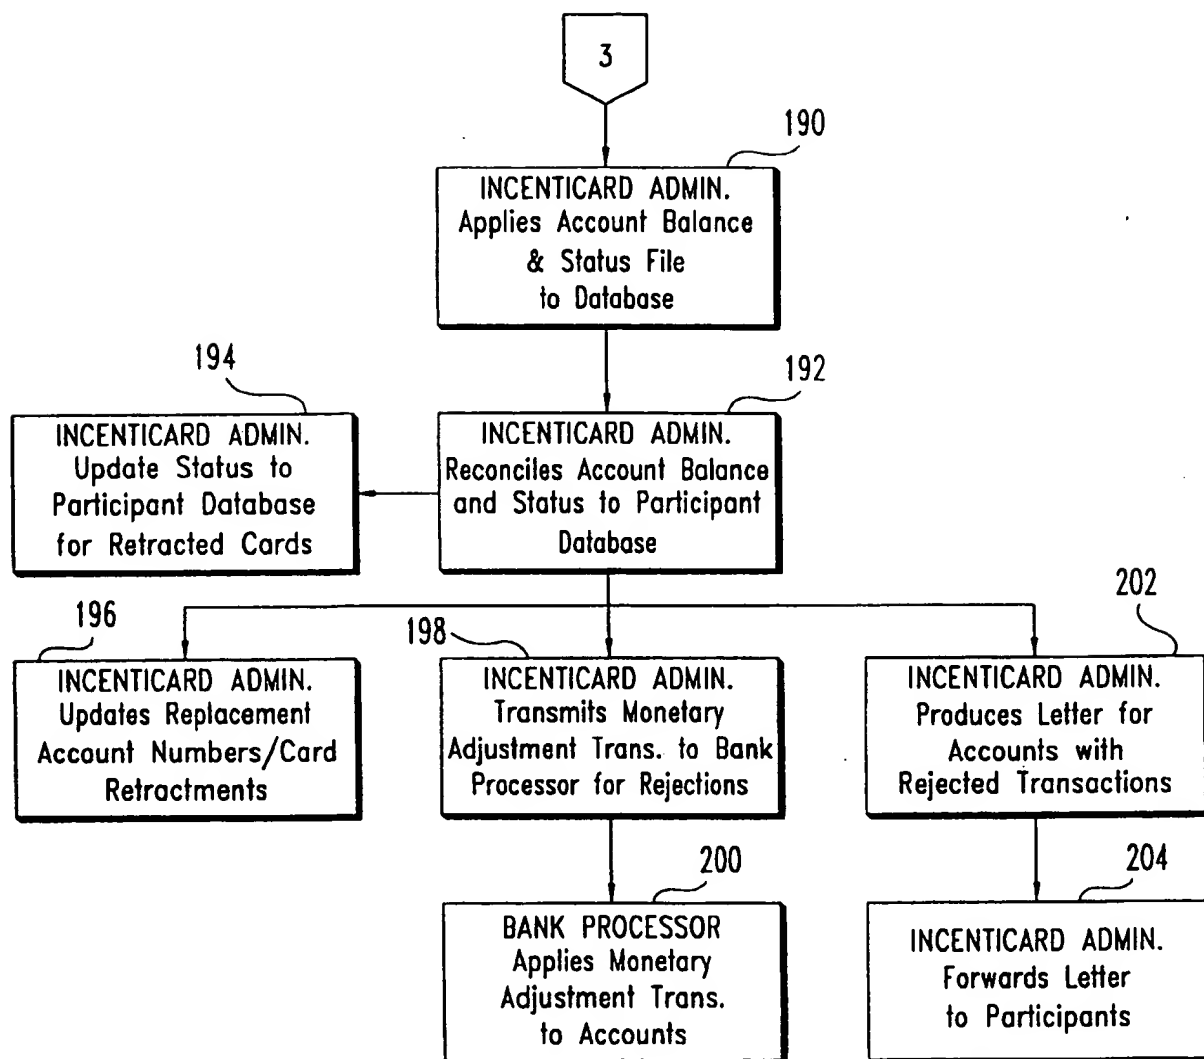 3
190
INCENTICARD ADMIN.
Applies Account Balance
& Status File
to Database
194
192
INCENTICARD ADMIN.
Update Status to
Participant Database
for Retracted Cards
INCENTICARD ADMIN.
Reconciles Account Balance
and Status to Participant
Database
196
198
202
INCENTICARD ADMIN.
Updates Replacement
Account Numbers/Card
Retractments
INCENTICARD ADMIN.
Transmits Monetary
Adjustment Trans. to Bank
Processor for Rejections
INCENTICARD ADMIN.
Produces Letter for
Accounts with
Rejected Transactions
200
204
BANK PROCESSOR
Applies Monetary
Adjustment Trans.
to Accounts
INCENTICARD ADMIN.
Forwards Letter
to Participants